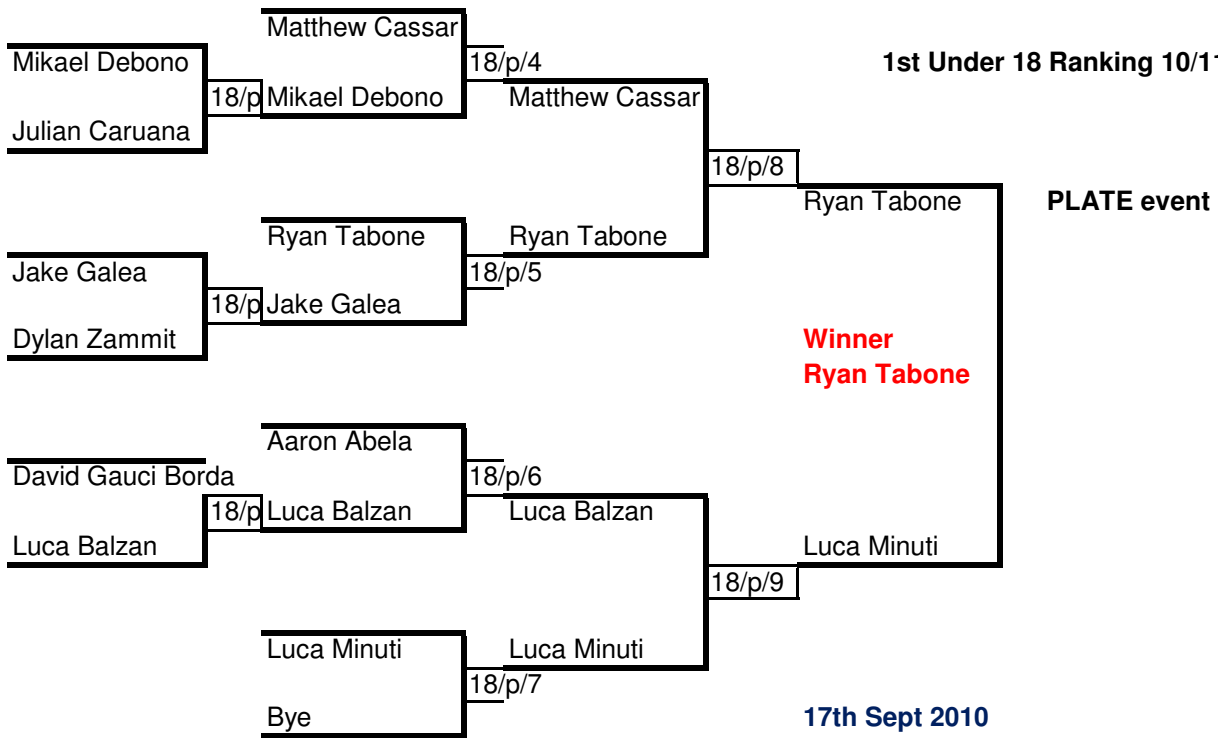 Matthew Cassar
Mikael Debono 18/p/4 1st Under 18 Ranking 10/11
18/p Mikael Debono Matthew Cassar
Julian Caruana
18/p/8
Ryan Tabone PLATE event
Ryan Tabone Ryan Tabone
Jake Galea 18/p/5
18/p Jake Galea
Dylan Zammit Winner
Ryan Tabone
Aaron Abela
David Gauci Borda 18/p/6
18/p Luca Balzan Luca Balzan
Luca Balzan Luca Minuti
18/p/9
Luca Minuti Luca Minuti
18/p/7
Bye 17th Sept 2010